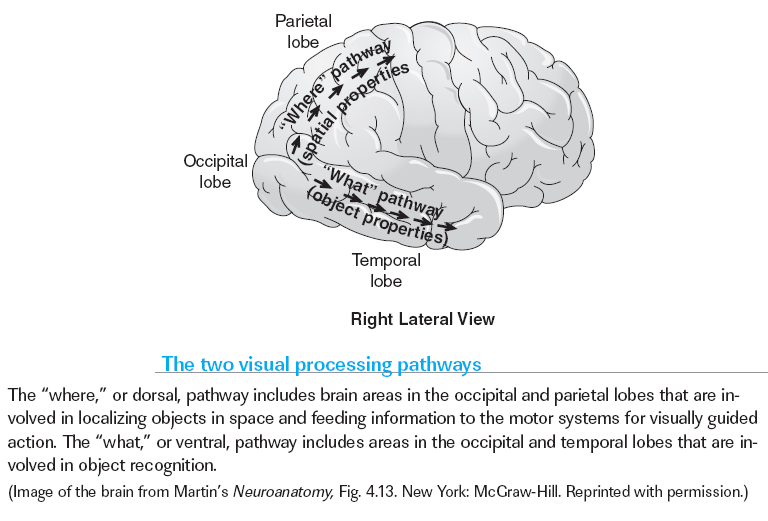 Parietal
lobe
"Where" pathway
(spatial properties
Occipital
lobe
"What" pathway
(object properties)
Temporal
lobe
Right Lateral View
The two visual processing pathways
The “where,” or dorsal, pathway includes brain areas in the occipital and parietal lobes that are in-
volved in localizing objects in space and feeding information to the motor systems for visually guided
action. The “what,” or ventral, pathway includes areas in the occipital and temporal lobes that are in-
volved in object recognition.
(Image of the brain from Martin’s Neuroanatomy, Fig. 4.13. New York: McGraw-Hill. Reprinted with permission.)